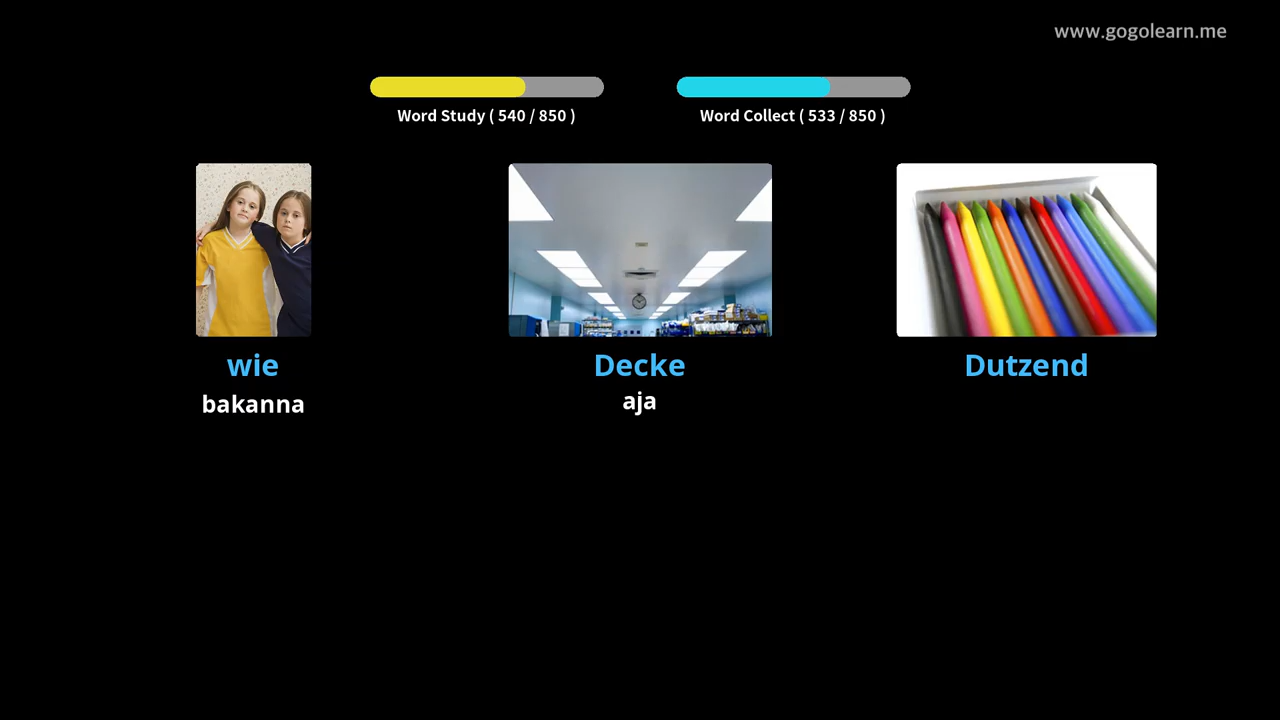 www.gogolearn.me
Word Study ( 540 / 850 )
Word Collect ( 533 / 850 )
wie
Decke
Dutzend
bakanna
aja